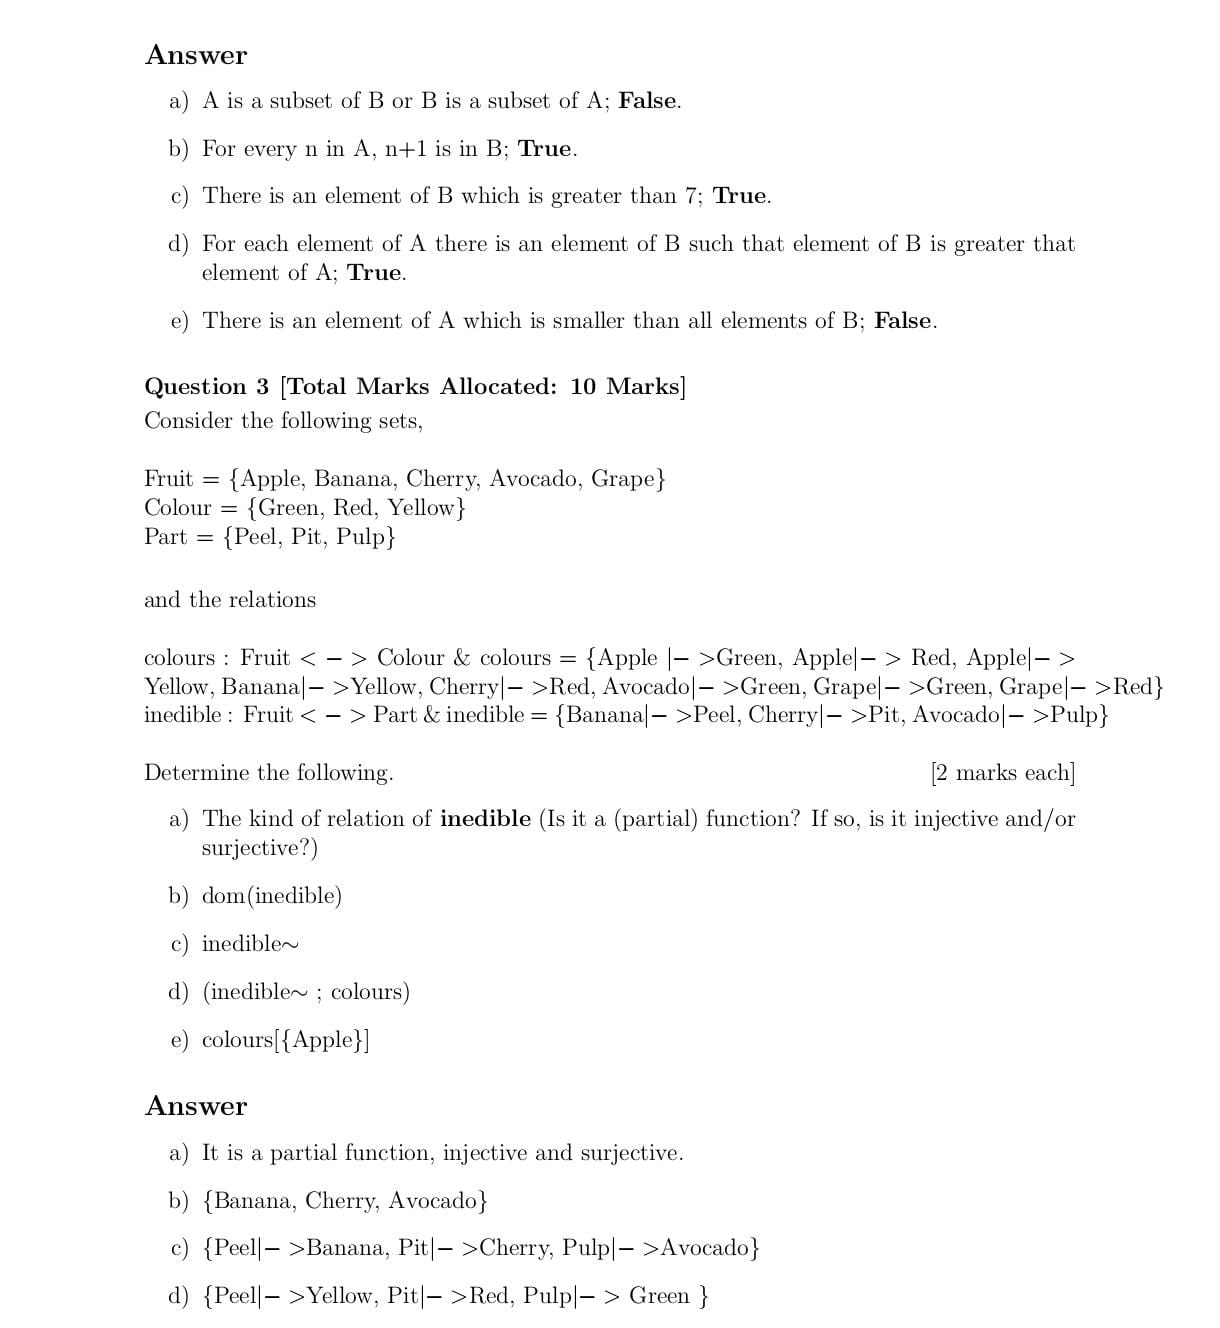 Answer
a) A is a subset of B or B is a subset of A; False.
b) For every n in A, n+1 is in B; True.
c) There is an element of B which is greater than 7; True.
d) For each element of A there is an element of B such that element of B is greater that
element of A; True.
e) There is an element of A which is smaller than all elements of B; False.
Question 3 [Total Marks Allocated: 10 Marks]
Consider the following sets,
Fruit = {Apple, Banana, Cherry, Avocado, Grape}
Colour = {Green, Red, Yellow}
Part = {Peel, Pit, Pulp}
and the relations
colours : Fruit < − > Colour & colours = {Apple |− >Green, Apple|− > Red, Apple|− >
Yellow, Banana|− >Yellow, Cherry|− >Red, Avocado|− >Green, Grape|− >Green, Grape|− >Red}
inedible : Fruit < − > Part & inedible = {Banana|− >Peel, Cherry|− >Pit, Avocado|− >Pulp}
Determine the following. [2 marks each]
a) The kind of relation of inedible (Is it a (partial) function? If so, is it injective and/or
surjective?)
b) dom(inedible)
c) inedible∼
d) (inedible∼ ; colours)
e) colours[{Apple}]
Answer
a) It is a partial function, injective and surjective.
b) {Banana, Cherry, Avocado}
c) {Peel|− >Banana, Pit|− >Cherry, Pulp|− >Avocado}
d) {Peel|− >Yellow, Pit|− >Red, Pulp|− > Green }